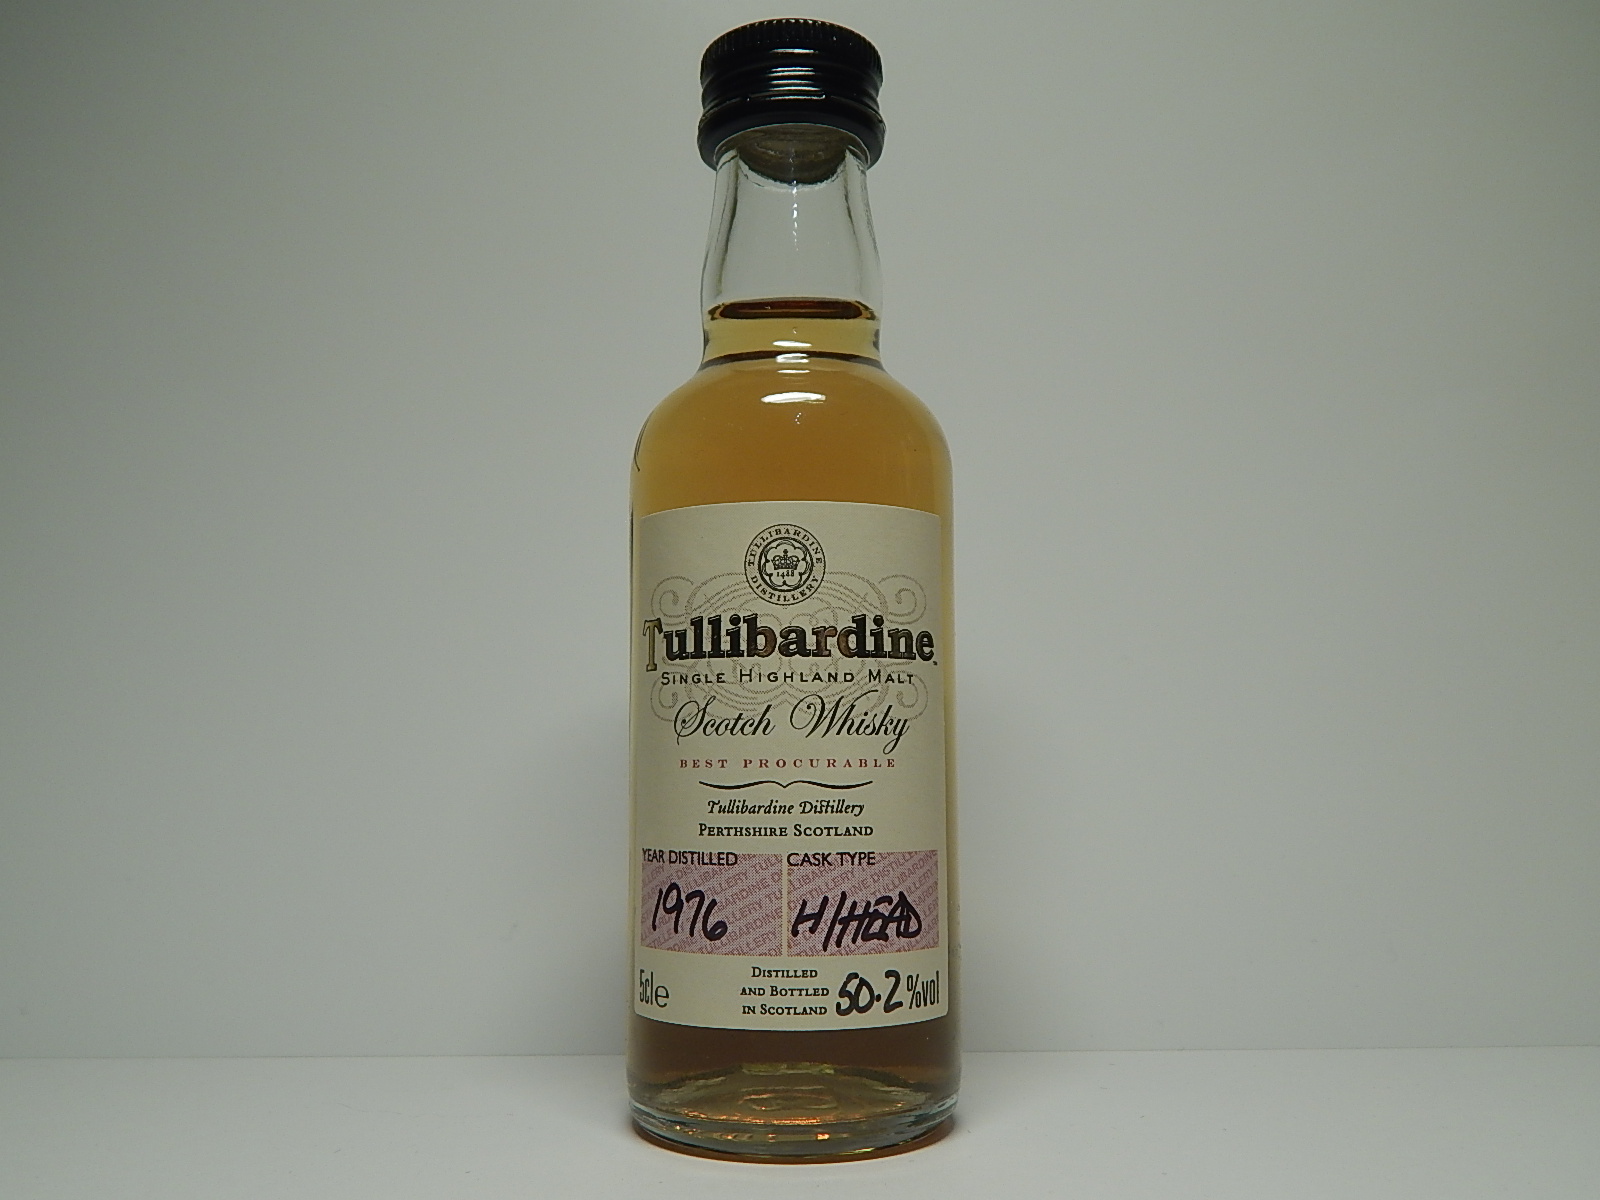 TULLIBARDINE DISTILLERY
1488
Tullibardine™
SINGLE HIGHLAND MALT
Scotch Whisky
BEST PROCURABLE
Tullibardine Distillery
PERTHSHIRE SCOTLAND
YEAR DISTILLED CASK TYPE
1976 H/HEAD
5cl e DISTILLED AND BOTTLED IN SCOTLAND 50.2 %vol